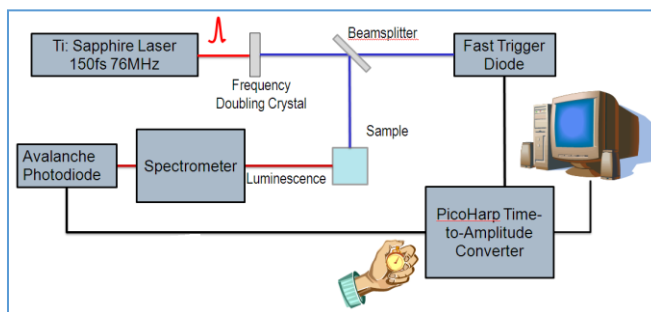 Ti: Sapphire Laser
150fs 76MHz
Beamsplitter
Fast Trigger
Diode
Frequency
Doubling Crystal
Sample
Avalanche
Photodiode
Spectrometer
Luminescence
PicoHarp Time-
to-Amplitude
Converter